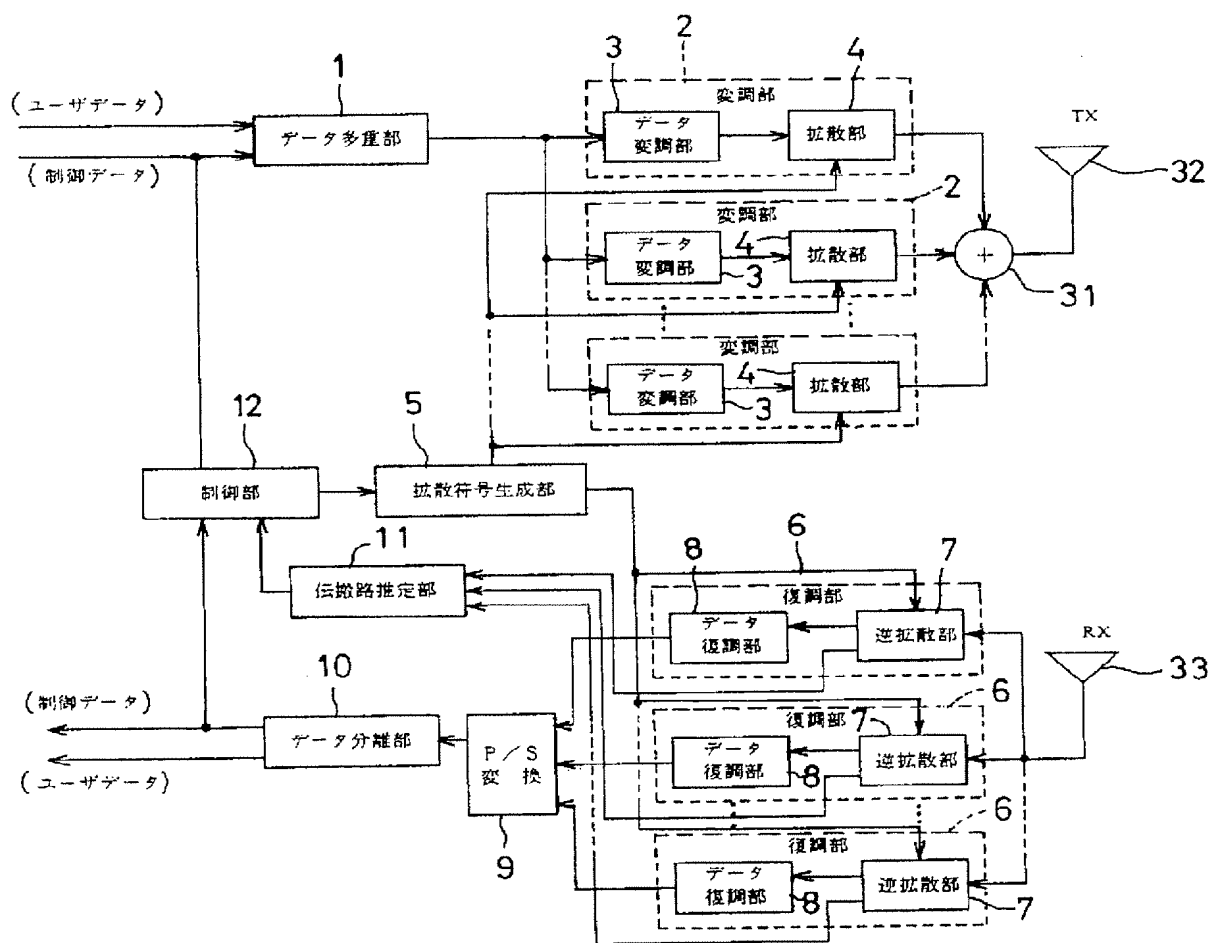 2
3
4
1
変調部
TX
(ユーザデータ)
データ多重部
データ
変調部
拡散部
32
(制御データ)
2
変調部
データ
変調部
4
拡散部
3
+
31
変調部
データ
変調部
4
拡散部
3
12
5
制御部
拡散符号生成部
11
6
7
8
伝搬路推定部
復調部
データ
復調部
逆拡散部
RX
33
10
6
(制御データ)
復調部
7
データ分離部
P/S
変換
データ
復調部
逆拡散部
8
(ユーザデータ)
6
9
復調部
データ
復調部
逆拡散部
8
7